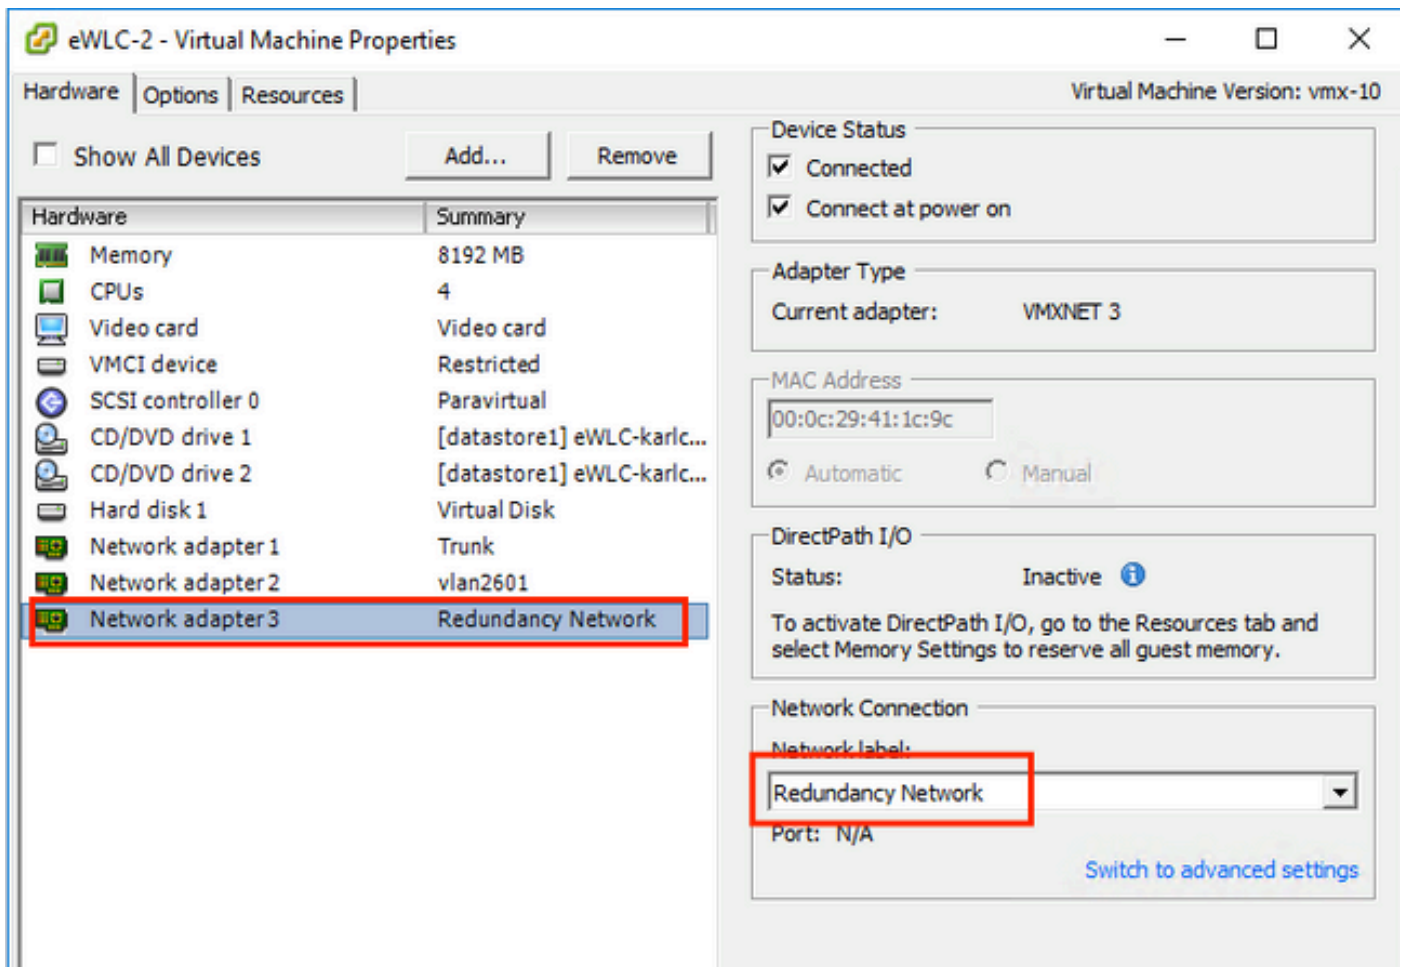 eWLC-2 - Virtual Machine Properties
Hardware Options Resources
Virtual Machine Version: vmx-10
Show All Devices
Add...
Remove
Hardware Summary
Memory 8192 MB
CPUs 4
Video card Video card
VMCI device Restricted
SCSI controller 0 Paravirtual
CD/DVD drive 1 [datastore1] eWLC-karlc...
CD/DVD drive 2 [datastore1] eWLC-karlc...
Hard disk 1 Virtual Disk
Network adapter 1 Trunk
Network adapter 2 vlan2601
Network adapter 3 Redundancy Network
Device Status
Connected
Connect at power on
Adapter Type
Current adapter: VMXNET 3
MAC Address
00:0c:29:41:1c:9c
Automatic Manual
DirectPath I/O
Status: Inactive
To activate DirectPath I/O, go to the Resources tab and
select Memory Settings to reserve all guest memory.
Network Connection
Network label:
Redundancy Network
Port: N/A
Switch to advanced settings